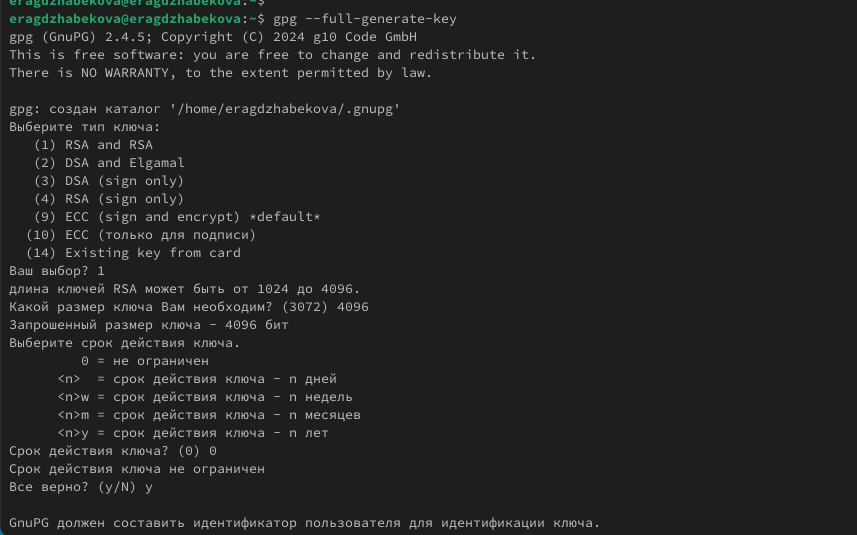 eragdzhabekova@eragdzhabekova:~$
eragdzhabekova@eragdzhabekova:~$ gpg --full-generate-key
gpg (GnuPG) 2.4.5; Copyright (C) 2024 g10 Code GmbH
This is free software: you are free to change and redistribute it.
There is NO WARRANTY, to the extent permitted by law.

gpg: создан каталог '/home/eragdzhabekova/.gnupg'
Выберите тип ключа:
   (1) RSA and RSA
   (2) DSA and Elgamal
   (3) DSA (sign only)
   (4) RSA (sign only)
   (9) ECC (sign and encrypt) *default*
  (10) ECC (только для подписи)
  (14) Existing key from card
Ваш выбор? 1
длина ключей RSA может быть от 1024 до 4096.
Какой размер ключа Вам необходим? (3072) 4096
Запрошенный размер ключа - 4096 бит
Выберите срок действия ключа.
         0 = не ограничен
      <n>  = срок действия ключа - n дней
      <n>w = срок действия ключа - n недель
      <n>m = срок действия ключа - n месяцев
      <n>y = срок действия ключа - n лет
Срок действия ключа? (0) 0
Срок действия ключа не ограничен
Все верно? (y/N) y

GnuPG должен составить идентификатор пользователя для идентификации ключа.